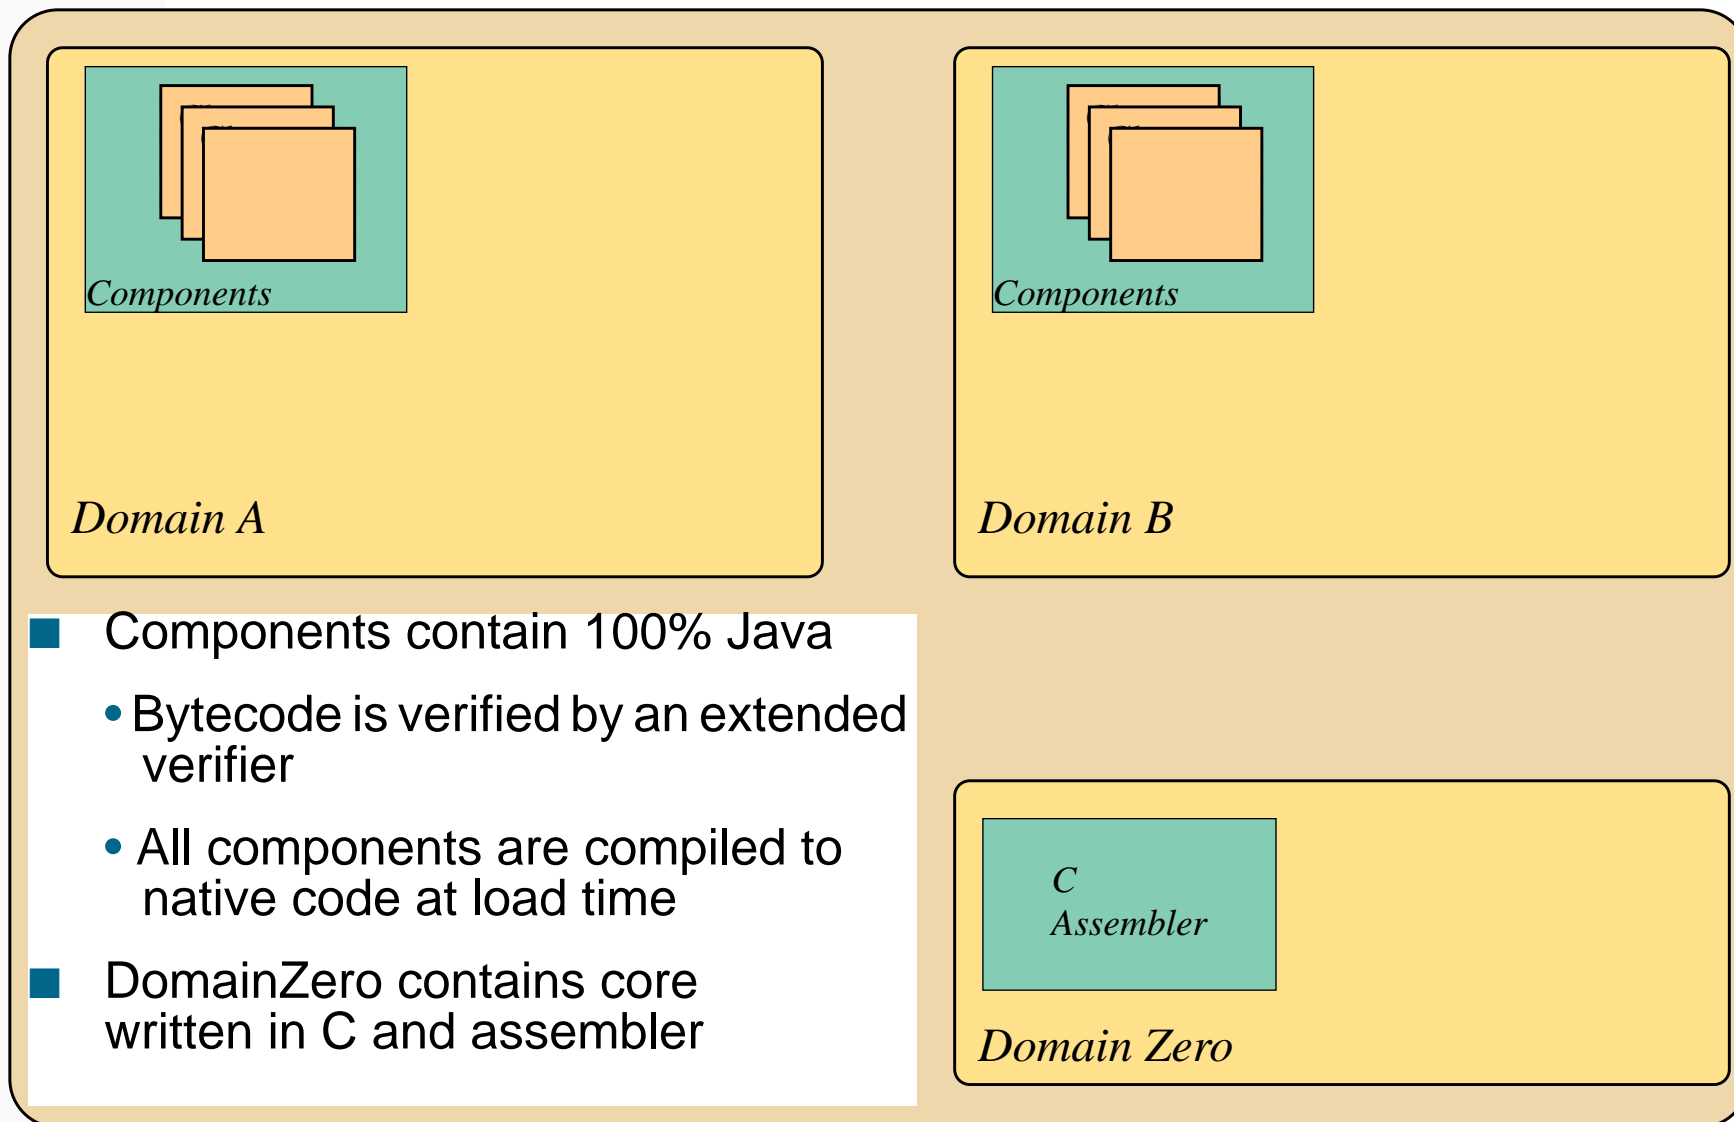 Components
Domain A
Components
Domain B
■ Components contain 100% Java
• Bytecode is verified by an extended
verifier
• All components are compiled to
native code at load time
■ DomainZero contains core
written in C and assembler
C
Assembler
Domain Zero